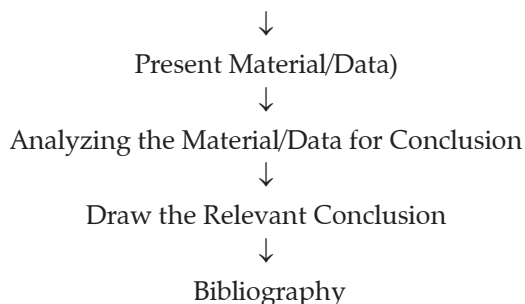 ↓
Present Material/Data)
↓
Analyzing the Material/Data for Conclusion
↓
Draw the Relevant Conclusion
↓
Bibliography